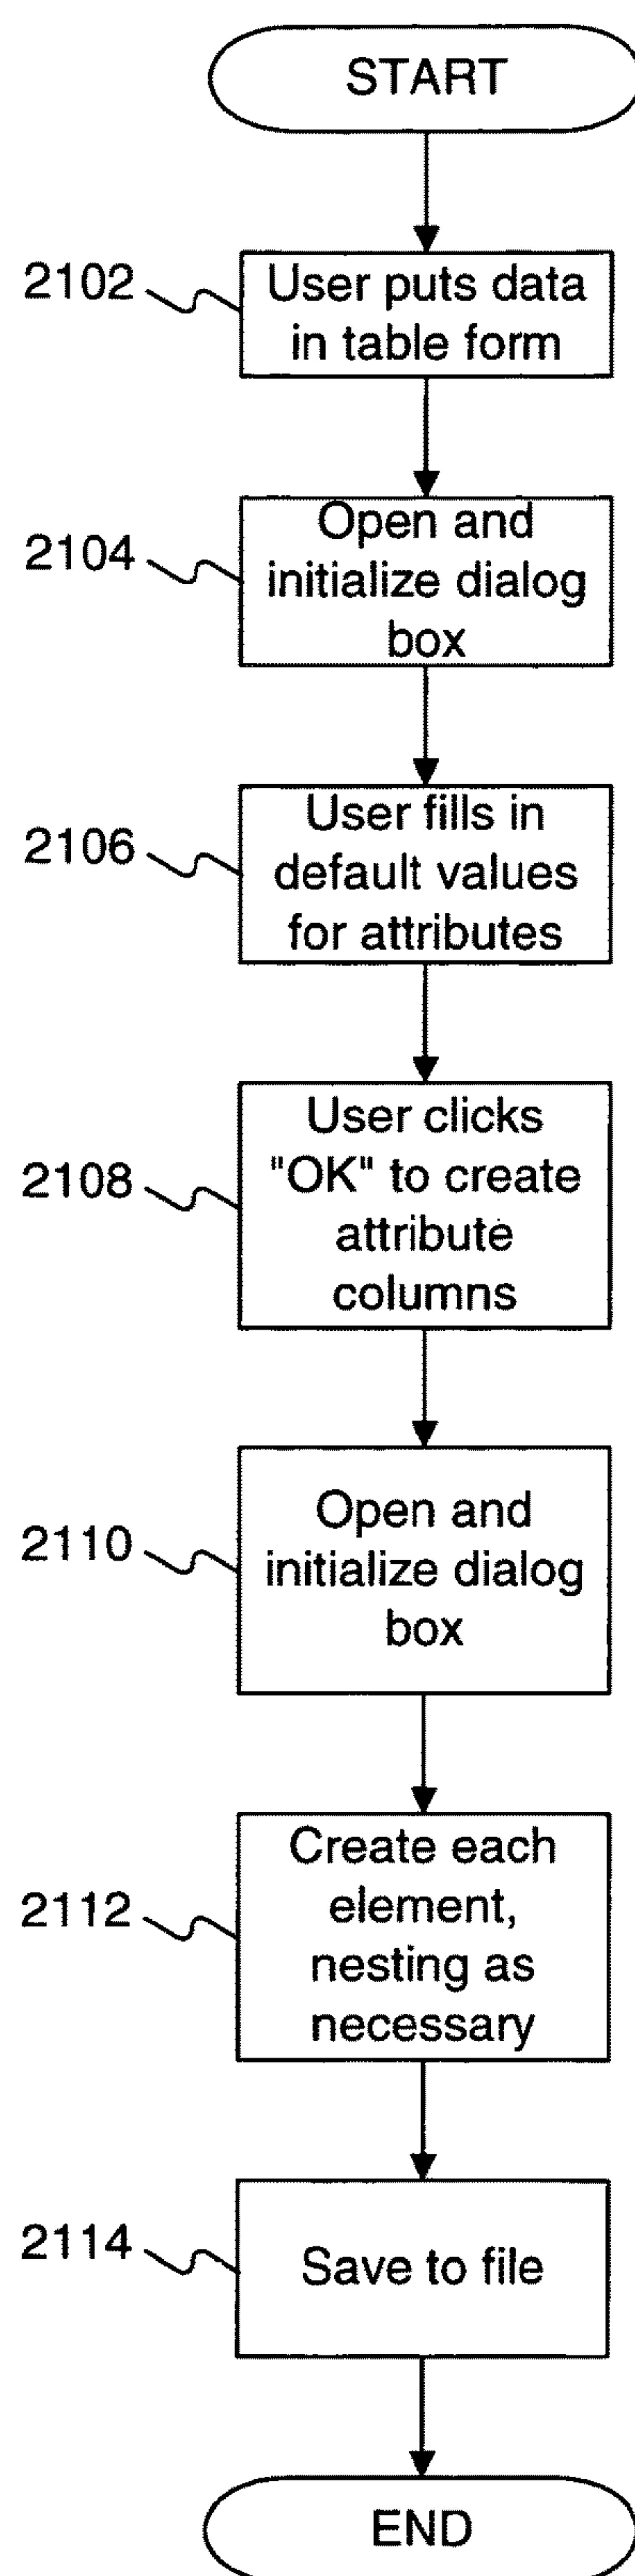 START
2102
User puts data
in table form
2104
Open and
initialize dialog
box
2106
User fills in
default values
for attributes
2108
User clicks
"OK" to create
attribute
columns
2110
Open and
initialize dialog
box
2112
Create each
element,
nesting as
necessary
2114
Save to file
END